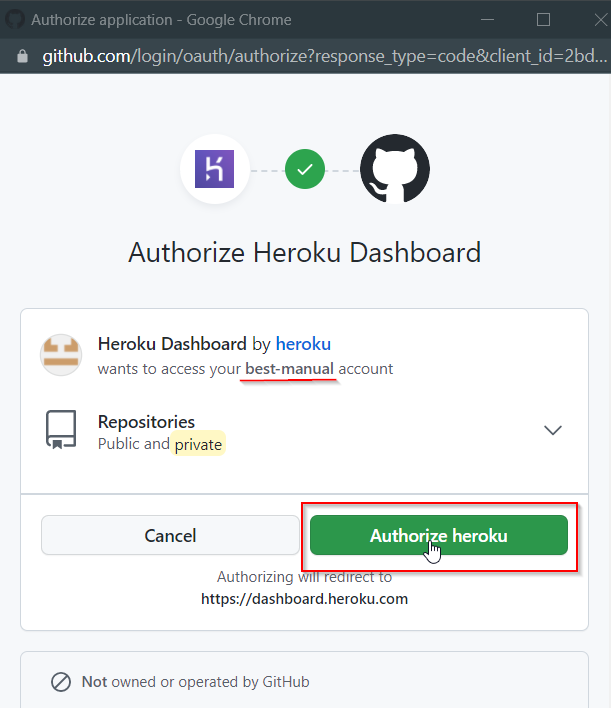 Authorize application - Google Chrome
github.com/login/oauth/authorize?response_type=code&client_id=2bd...
Authorize Heroku Dashboard
Heroku Dashboard by heroku
wants to access your best-manual account
Repositories
Public and private
Cancel
Authorize heroku
Authorizing will redirect to
https://dashboard.heroku.com
Not owned or operated by GitHub